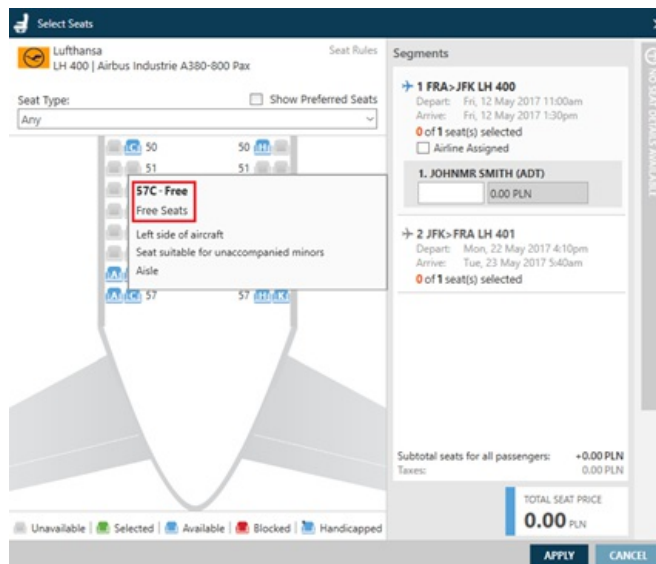 Select Seats
Lufthansa
LH 400 | Airbus Industrie A380-800 Pax
Seat Rules
Seat Type:
Show Preferred Seats
Any
C 50 50 H
51 51
57C - Free
Free Seats
Left side of aircraft
Seat suitable for unaccompanied minors
Aisle
A
A C 57 57 H K
Unavailable | Selected | Available | Blocked | Handicapped
Segments
1 FRA>JFK LH 400
Depart: Fri, 12 May 2017 11:00am
Arrive: Fri, 12 May 2017 1:30pm
0 of 1 seat(s) selected
Airline Assigned
1. JOHNMR SMITH (ADT)
0.00 PLN
2 JFK>FRA LH 401
Depart: Mon, 22 May 2017 4:10pm
Arrive: Tue, 23 May 2017 5:40am
0 of 1 seat(s) selected
Subtotal seats for all passengers: +0.00 PLN
Taxes: 0.00 PLN
TOTAL SEAT PRICE
0.00 PLN
NO SEAT DETAILS AVAILABLE
APPLY CANCEL